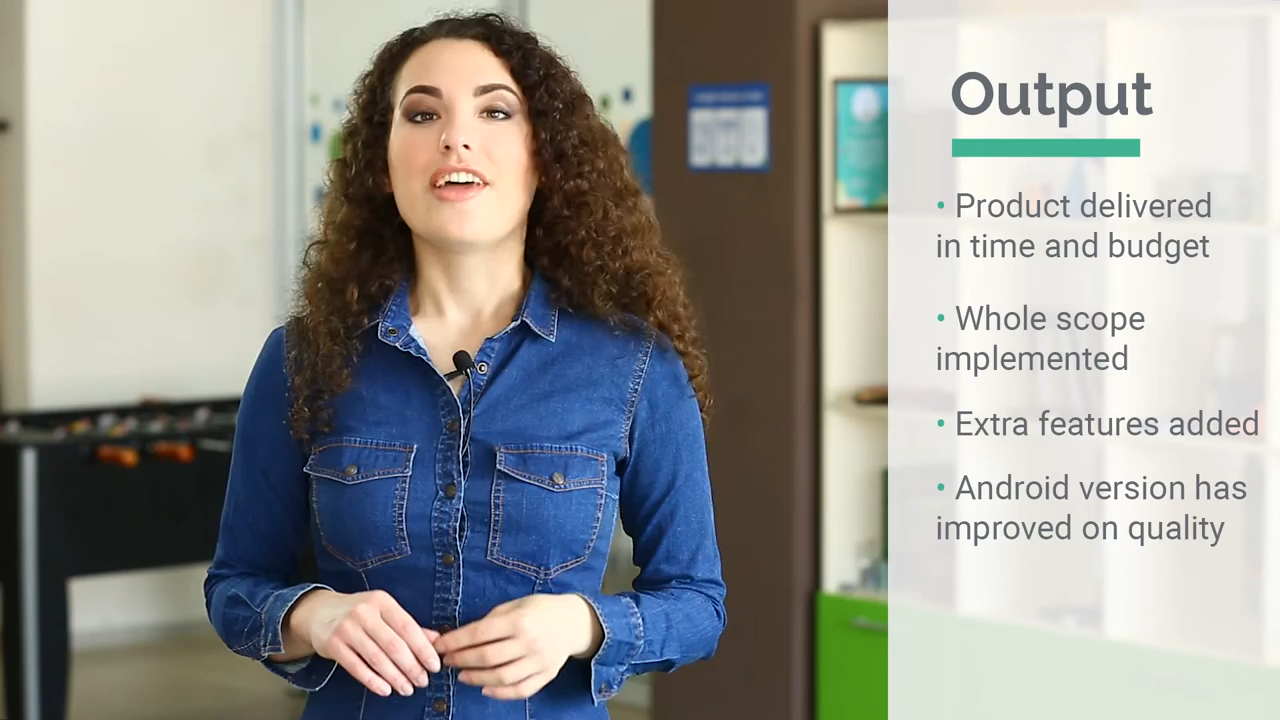 Output
• Product delivered
in time and budget
• Whole scope
implemented
• Extra features added
• Android version has
improved on quality